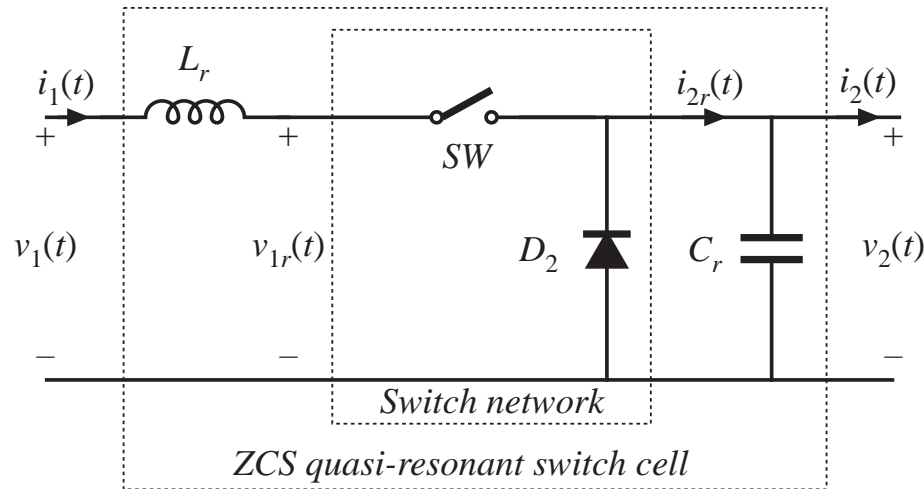 i₁(t) Lᵣ i₂ᵣ(t) i₂(t)
+ + +
SW
v₁(t) v₁ᵣ(t) D₂ Cᵣ v₂(t)
– – –
Switch network
ZCS quasi-resonant switch cell